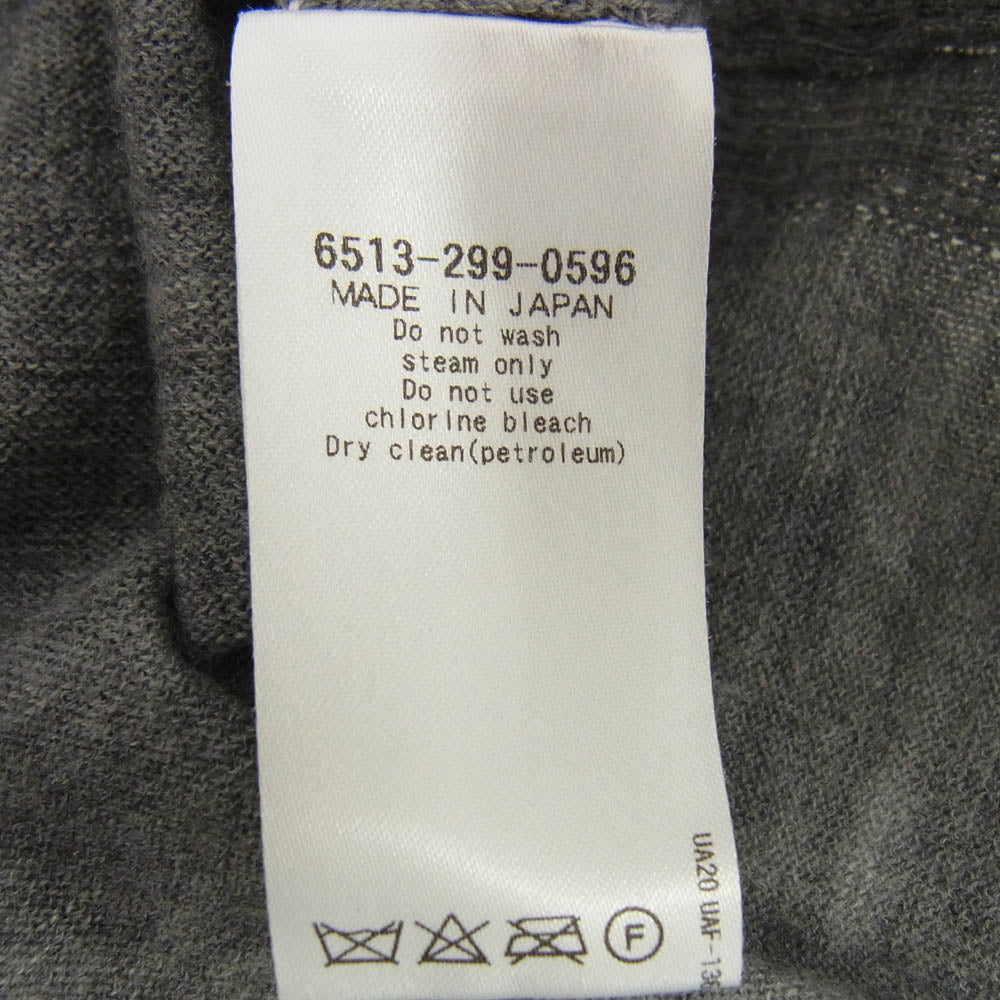 6513-299-0596
MADE IN JAPAN
Do not wash
steam only
Do not use
chlorine bleach
Dry clean(petroleum)
F
UA20 UAF-